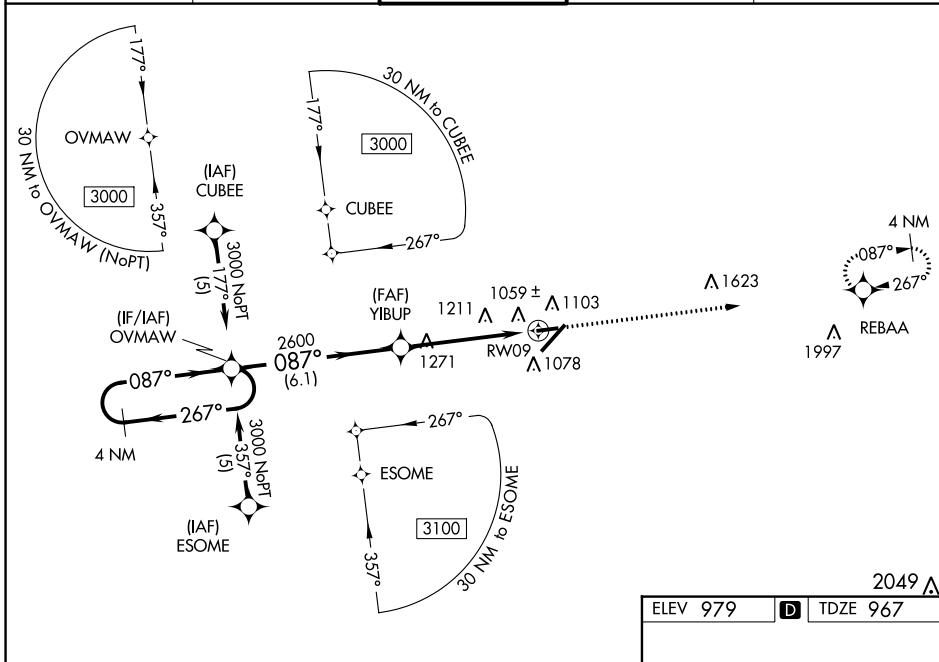 177°
OVMAW
3000
357°
30 NM to OVMAW (NoPT)
(IAF)
CUBEE
3000 NoPT
177°
(5)
177°
30 NM to CUBEE
3000
CUBEE
267°
4 NM
087°
267°
REBAA
1623
1997
(FAF)
YIBUP
1211
1059 ±
1103
1271
RW09
1078
(IF/IAF)
OVMAW
2600
087°
(6.1)
087°
267°
4 NM
3000 NoPT
357°
(5)
(IAF)
ESOME
267°
ESOME
3100
357°
30 NM to ESOME
2049
ELEV 979 D TDZE 967